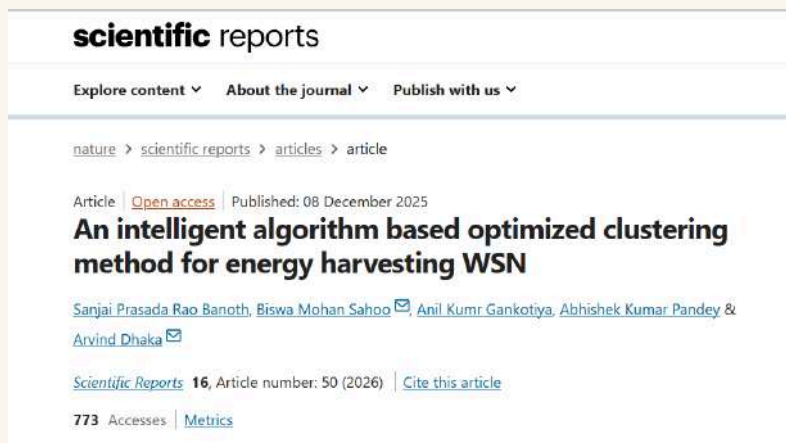 scientific reports
Explore content About the journal Publish with us
nature > scientific reports > articles > article
Article | Open access | Published: 08 December 2025
An intelligent algorithm based optimized clustering
method for energy harvesting WSN
Sanjai Prasada Rao Banoth, Biswa Mohan Sahoo, Anil Kumr Gankotiya, Abhishek Kumar Pandey &
Arvind Dhaka
Scientific Reports 16, Article number: 50 (2026) | Cite this article
773 Accesses | Metrics